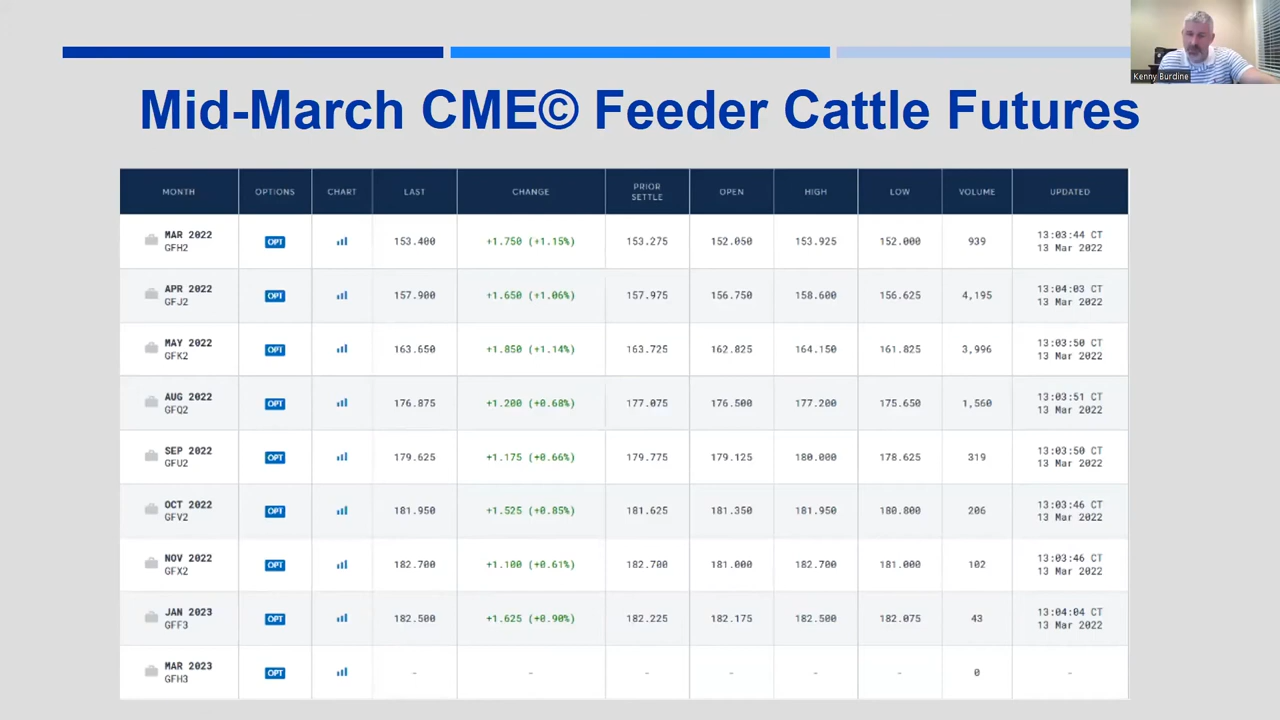 Kenny Burdine
Mid-March CME© Feeder Cattle Futures
MONTH OPTIONS CHART LAST CHANGE PRIOR SETTLE OPEN HIGH LOW VOLUME UPDATED
MAR 2022 GFH2 OPT 153.400 +1.750 (+1.15%) 153.275 152.050 153.925 152.000 939 13:03:44 CT 13 Mar 2022
APR 2022 GFJ2 OPT 157.900 +1.650 (+1.06%) 157.975 156.750 158.600 156.625 4,195 13:04:03 CT 13 Mar 2022
MAY 2022 GFK2 OPT 163.650 +1.850 (+1.14%) 163.725 162.825 164.150 161.825 3,996 13:03:50 CT 13 Mar 2022
AUG 2022 GFQ2 OPT 176.875 +1.200 (+0.68%) 177.075 176.500 177.200 175.650 1,560 13:03:51 CT 13 Mar 2022
SEP 2022 GFU2 OPT 179.625 +1.175 (+0.66%) 179.775 179.125 180.000 178.625 319 13:03:50 CT 13 Mar 2022
OCT 2022 GFV2 OPT 181.950 +1.525 (+0.85%) 181.625 181.350 181.950 180.800 206 13:03:46 CT 13 Mar 2022
NOV 2022 GFX2 OPT 182.700 +1.100 (+0.61%) 182.700 181.000 182.700 181.000 102 13:03:46 CT 13 Mar 2022
JAN 2023 GFF3 OPT 182.500 +1.625 (+0.90%) 182.225 182.175 182.500 182.075 43 13:04:04 CT 13 Mar 2022
MAR 2023 GFH3 OPT - - - - - - 0 -